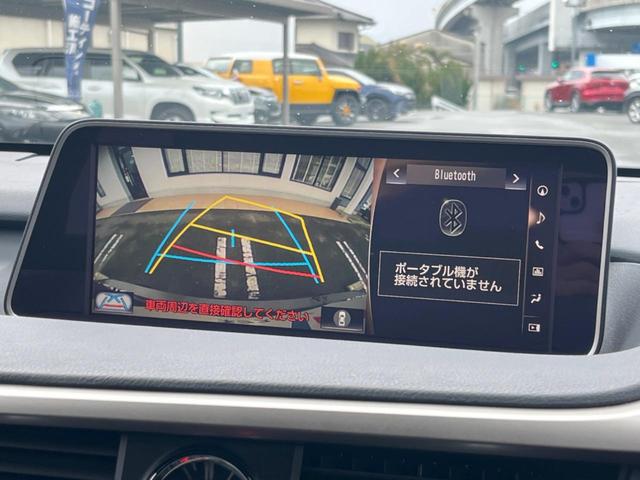 Bluetooth
ポータブル機が
接続されていません
車両周辺を直接確認してください